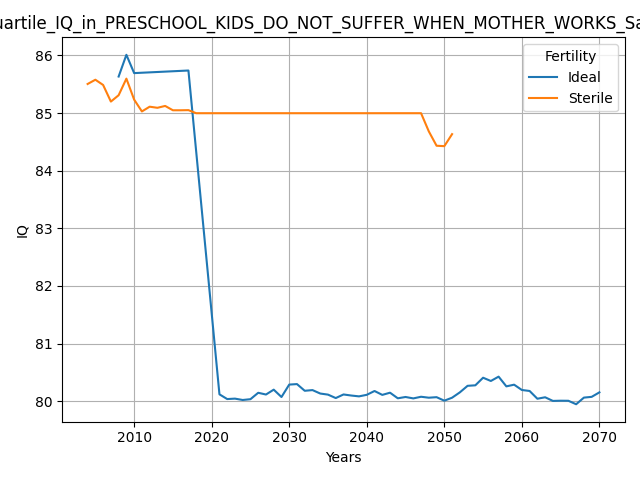 uartile_IQ_in_PRESCHOOL_KIDS_DO_NOT_SUFFER_WHEN_MOTHER_WORKS_Sa
86
85
84
83
82
81
80
IQ
Fertility
Ideal
Sterile
2010 2020 2030 2040 2050 2060 2070
Years